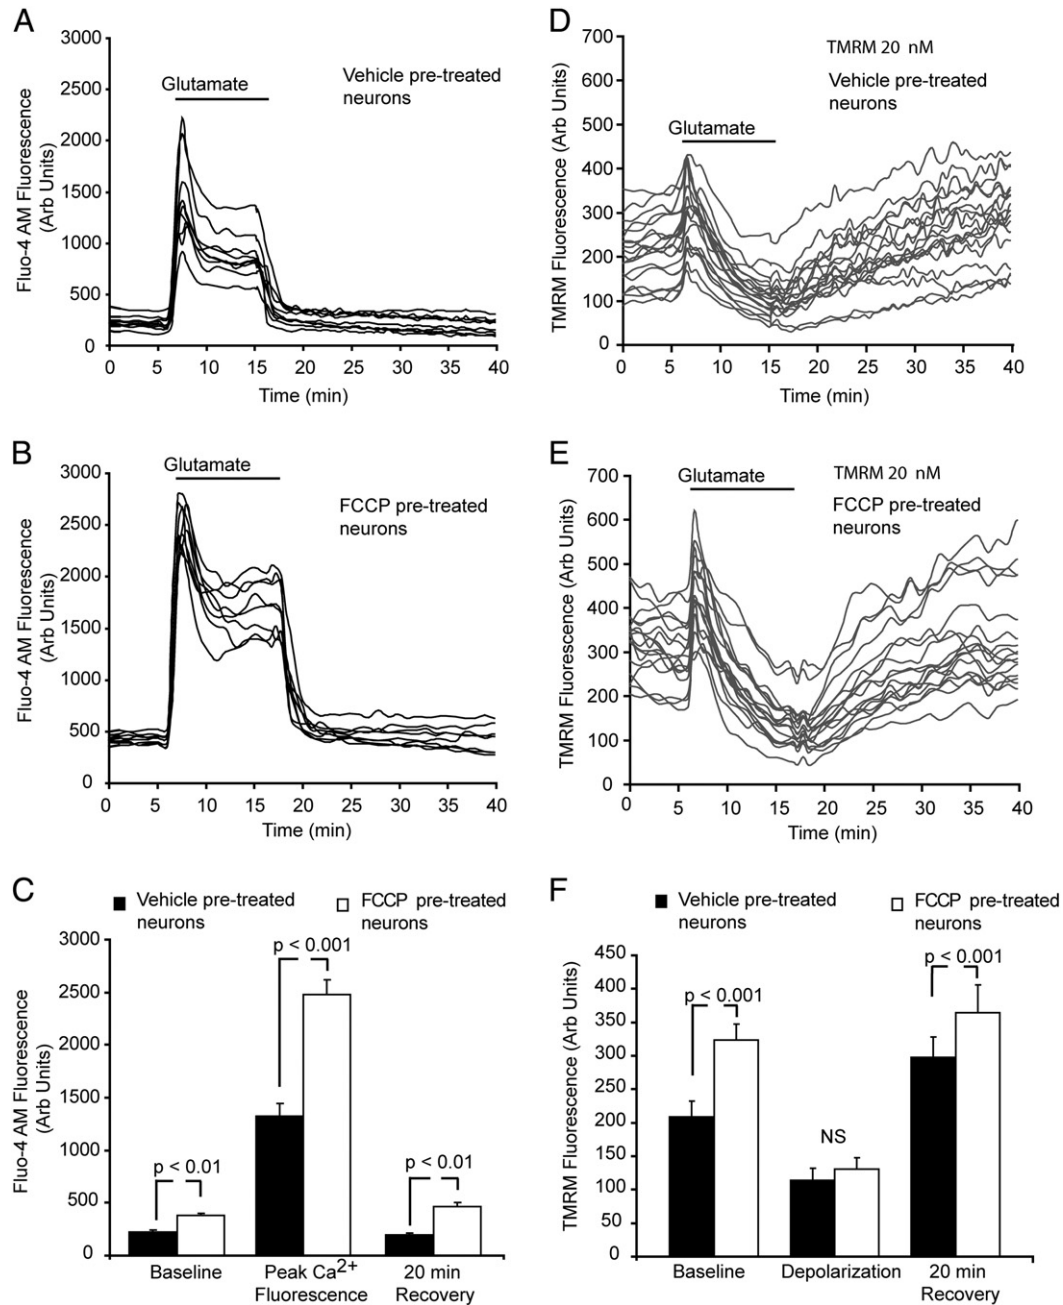 A
Fluo-4 AM Fluorescence
(Arb Units)
3000
2500
2000
1500
1000
500
0
Glutamate
Vehicle pre-treated
neurons
0 5 10 15 20 25 30 35 40
Time (min)
D
TMRM Fluorescence (Arb Units)
700
600
500
400
300
200
100
0
TMRM 20 nM
Vehicle pre-treated
neurons
Glutamate
0 5 10 15 20 25 30 35 40
Time (min)
B
Fluo-4 AM Fluorescence
(Arb Units)
3000
2500
2000
1500
1000
500
0
Glutamate
FCCP pre-treated
neurons
0 5 10 15 20 25 30 35 40
Time (min)
E
TMRM Fluorescence (Arb Units)
700
600
500
400
300
200
100
0
Glutamate
TMRM 20 nM
FCCP pre-treated
neurons
0 5 10 15 20 25 30 35 40
Time (min)
C
Vehicle pre-treated
neurons
FCCP pre-treated
neurons
Fluo-4 AM Fluorescence
(Arb Units)
3000
2500
2000
1500
1000
500
0
p < 0.01
p < 0.001
p < 0.01
Baseline
Peak Ca2+
Fluorescence
20 min
Recovery
F
Vehicle pre-treated
neurons
FCCP pre-treated
neurons
TMRM Fluorescence (Arb Units)
450
400
350
300
250
200
150
100
50
0
p < 0.001
NS
p < 0.001
Baseline
Depolarization
20 min
Recovery